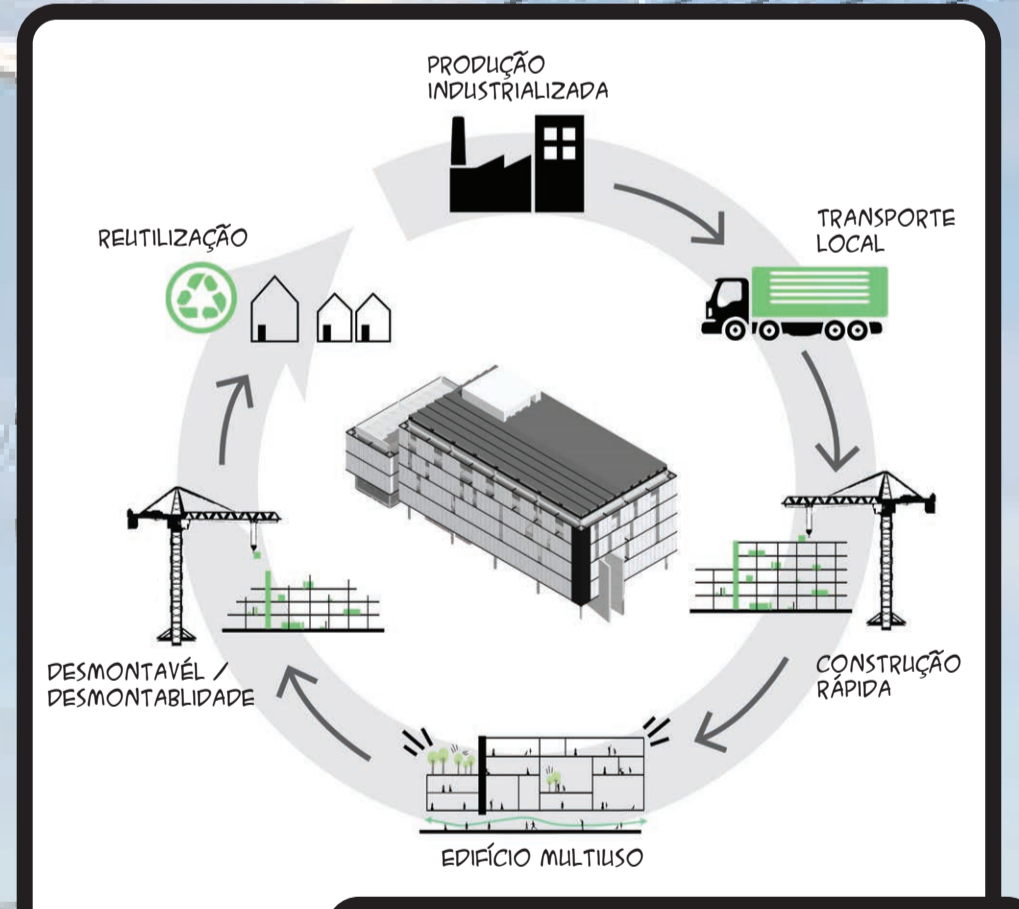 PRODUÇÃO
INDUSTRIALIZADA
TRANSPORTE
LOCAL
CONSTRUÇÃO
RÁPIDA
EDIFÍCIO MULTIUSO
DESMONTAVÉL /
DESMONTABLIDADE
REUTILIZAÇÃO